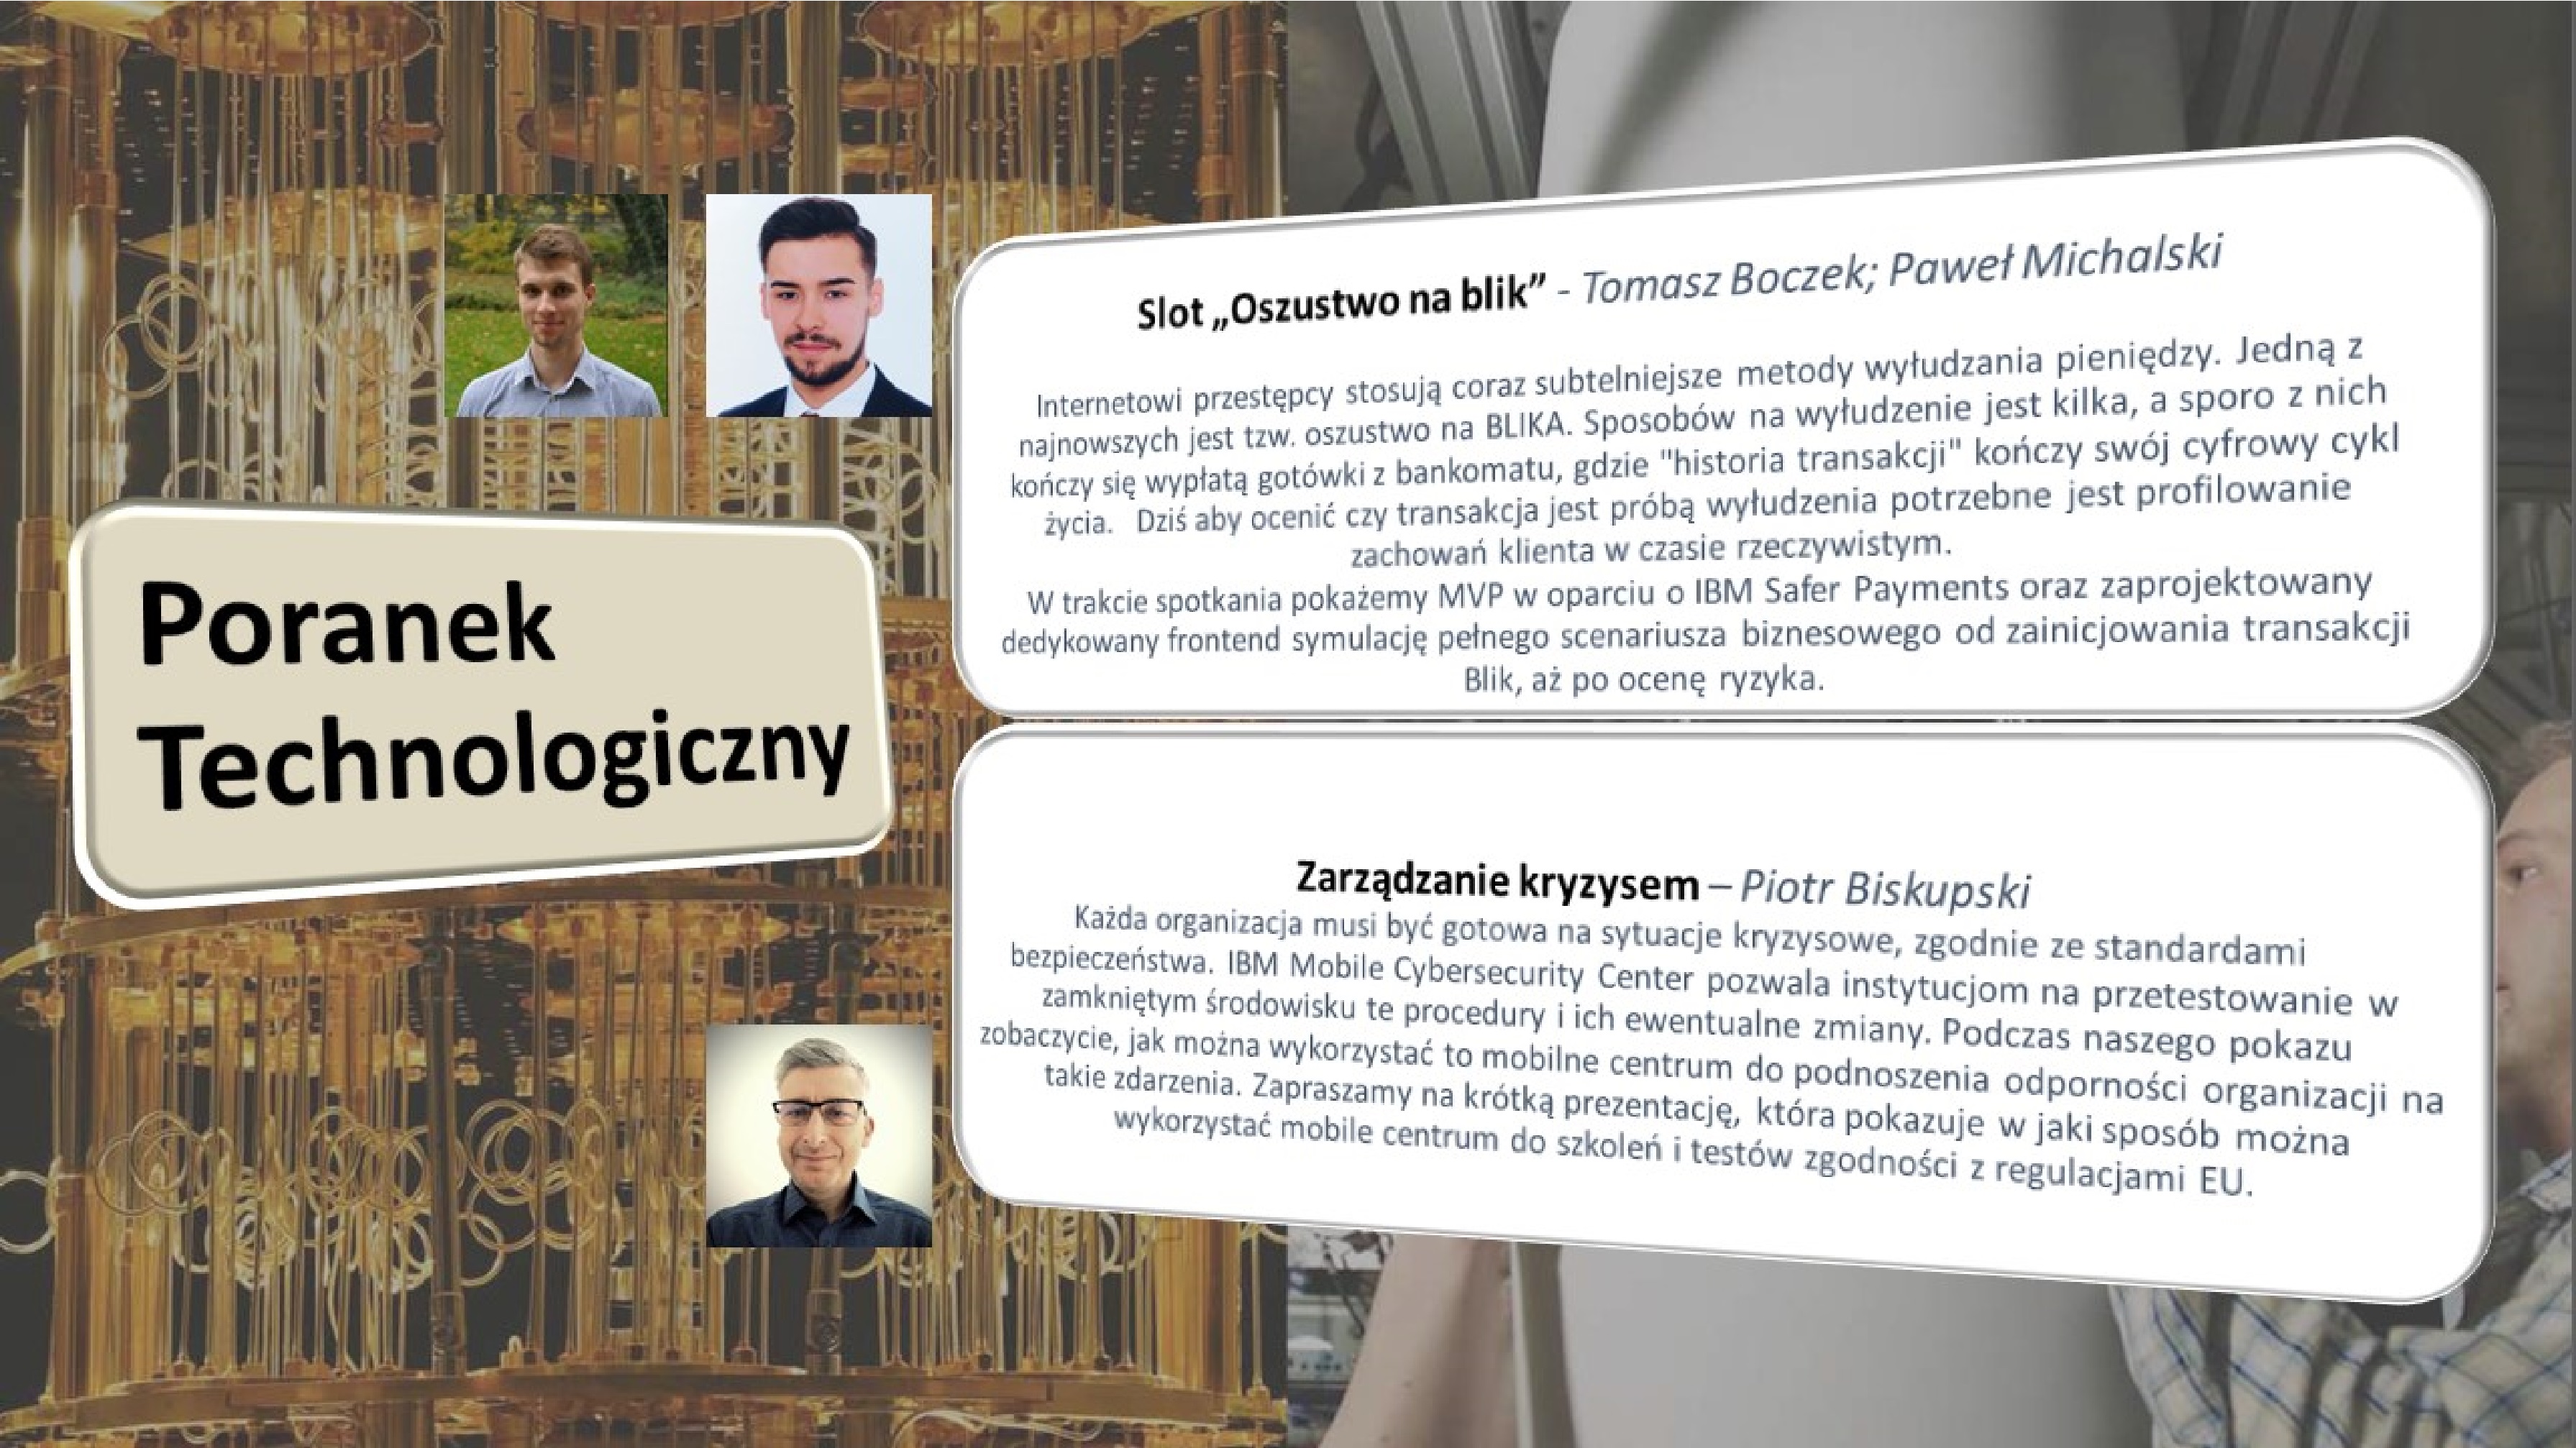 Poranek
Technologiczny
Slot „Oszustwo na blik” - Tomasz Boczek; Paweł Michalski
Internetowi przestępcy stosują coraz subtelniejsze metody wyłudzania pieniędzy. Jedną z
najnowszych jest tzw. oszustwo na BLIKA. Sposobów na wyłudzenie jest kilka, a sporo z nich
kończy się wypłatą gotówki z bankomatu, gdzie "historia transakcji" kończy swój cyfrowy cykl
życia. Dziś aby ocenić czy transakcja jest próbą wyłudzenia potrzebne jest profilowanie
zachowań klienta w czasie rzeczywistym.
W trakcie spotkania pokażemy MVP w oparciu o IBM Safer Payments oraz zaprojektowany
dedykowany frontend symulację pełnego scenariusza biznesowego od zainicjowania transakcji
Blik, aż po ocenę ryzyka.
Zarządzanie kryzysem – Piotr Biskupski
Każda organizacja musi być gotowa na sytuacje kryzysowe, zgodnie ze standardami
bezpieczeństwa. IBM Mobile Cybersecurity Center pozwala instytucjom na przetestowanie w
zamkniętym środowisku te procedury i ich ewentualne zmiany. Podczas naszego pokazu
zobaczycie, jak można wykorzystać to mobilne centrum do podnoszenia odporności organizacji na
takie zdarzenia. Zapraszamy na krótką prezentację, która pokazuje w jaki sposób można
wykorzystać mobile centrum do szkoleń i testów zgodności z regulacjami EU.